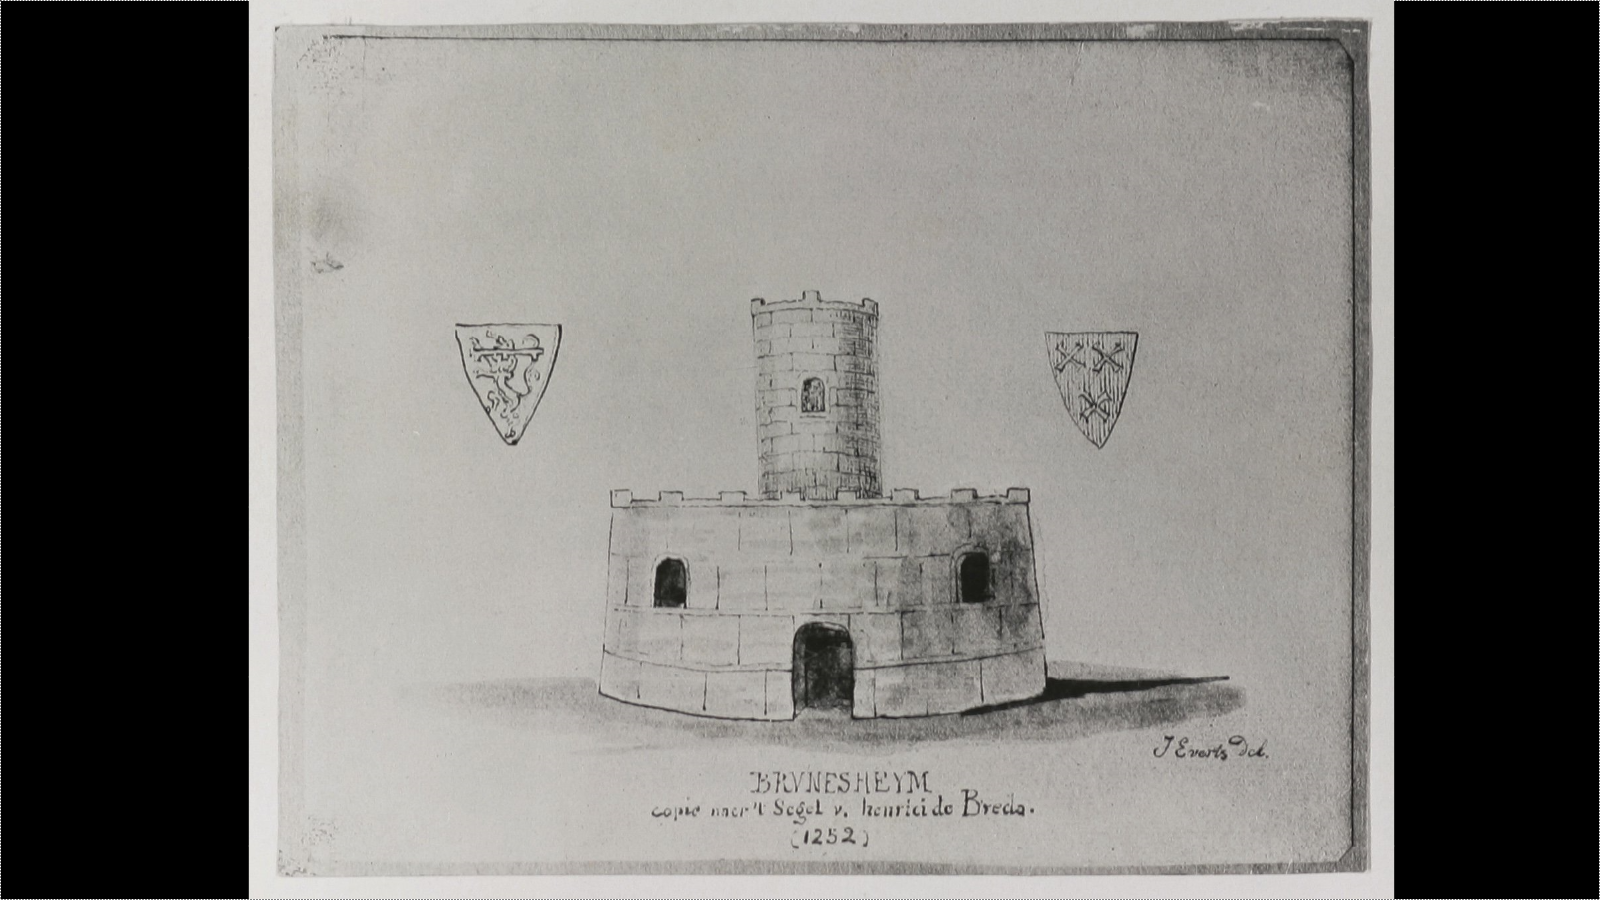 J Everts Del.
BRVNESHEYM
copie naer 't Segel v. henrici de Breda.
(1252)